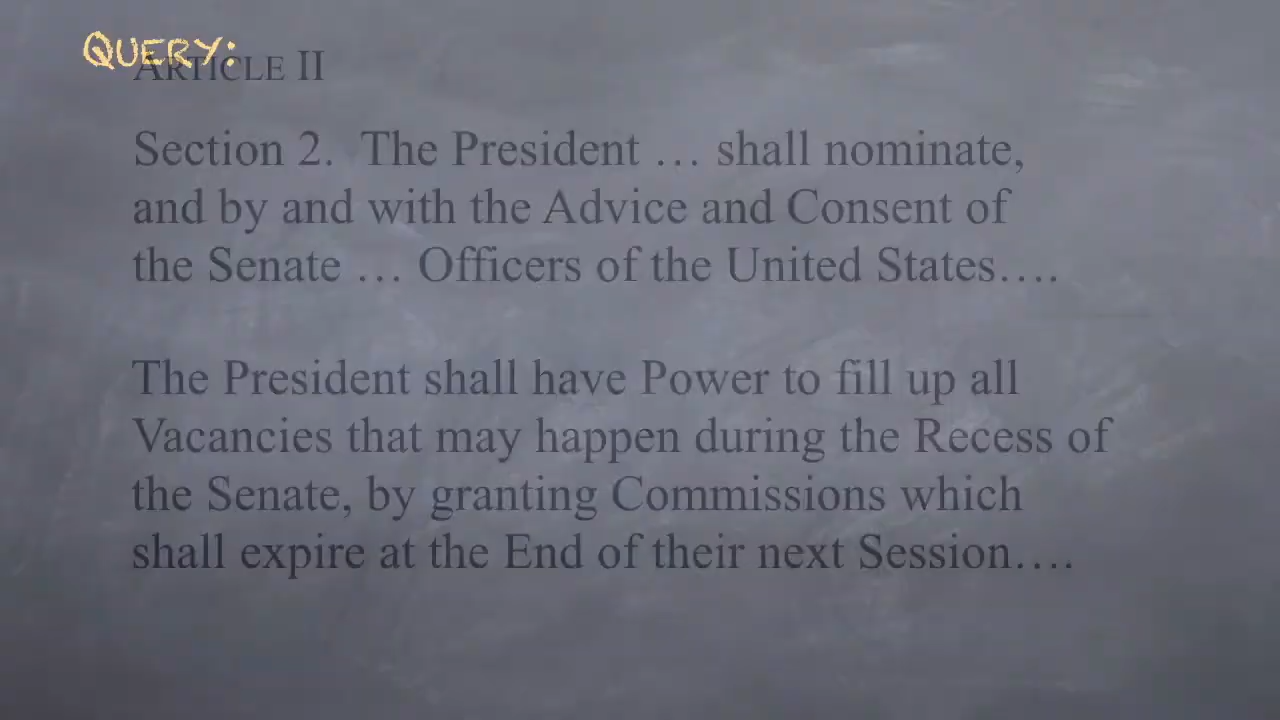 QUERY:
ARTICLE II
Section 2. The President … shall nominate,
and by and with the Advice and Consent of
the Senate … Officers of the United States….
The President shall have Power to fill up all
Vacancies that may happen during the Recess of
the Senate, by granting Commissions which
shall expire at the End of their next Session….